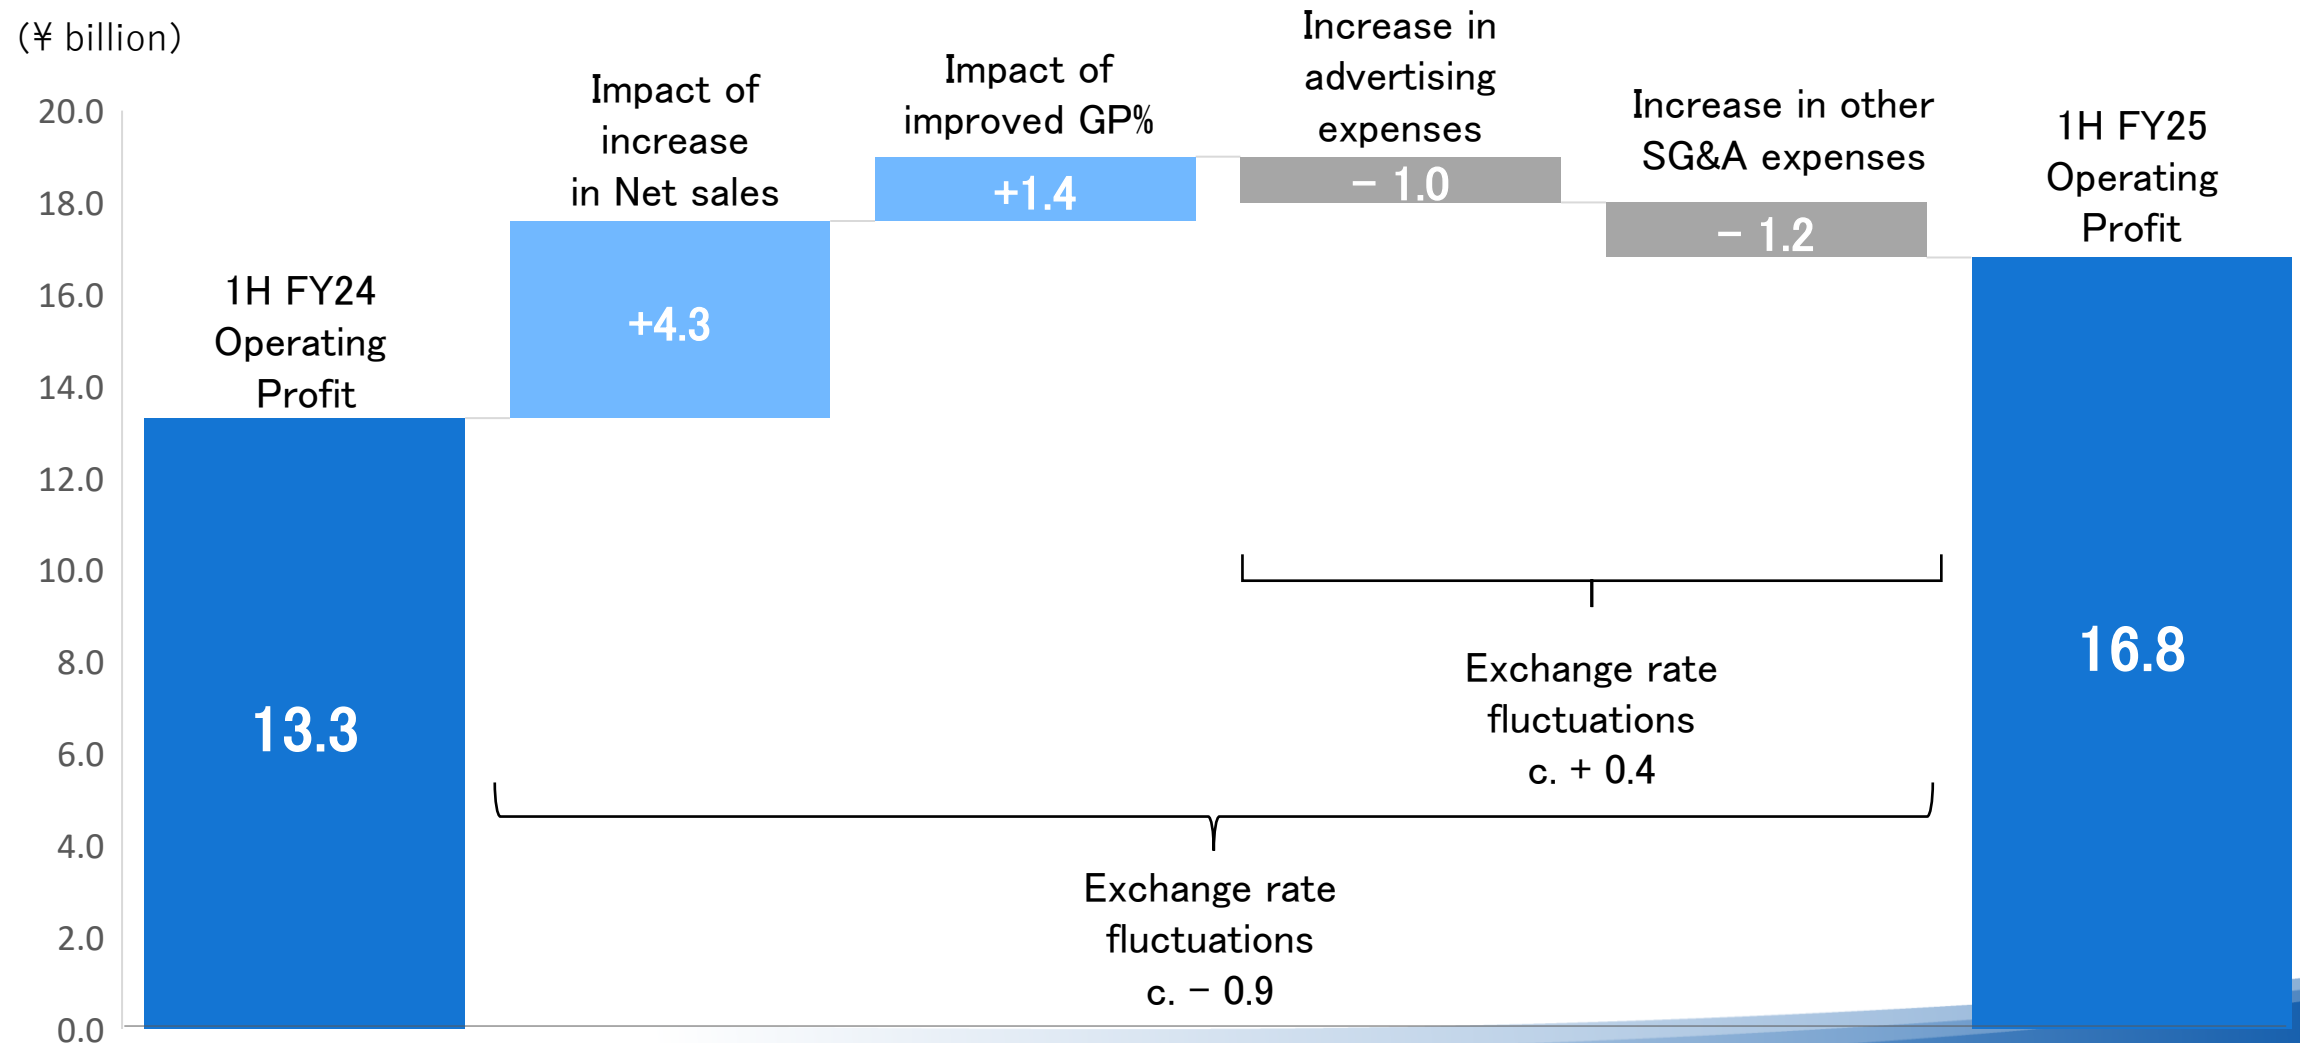 (¥ billion)
20.0
18.0
16.0
14.0
12.0
10.0
8.0
6.0
4.0
2.0
0.0
1H FY24
Operating
Profit
13.3
Impact of
increase
in Net sales
+4.3
Impact of
improved GP%
+1.4
Increase in
advertising
expenses
− 1.0
Increase in other
SG&A expenses
− 1.2
1H FY25
Operating
Profit
16.8
Exchange rate
fluctuations
c. + 0.4
Exchange rate
fluctuations
c. − 0.9